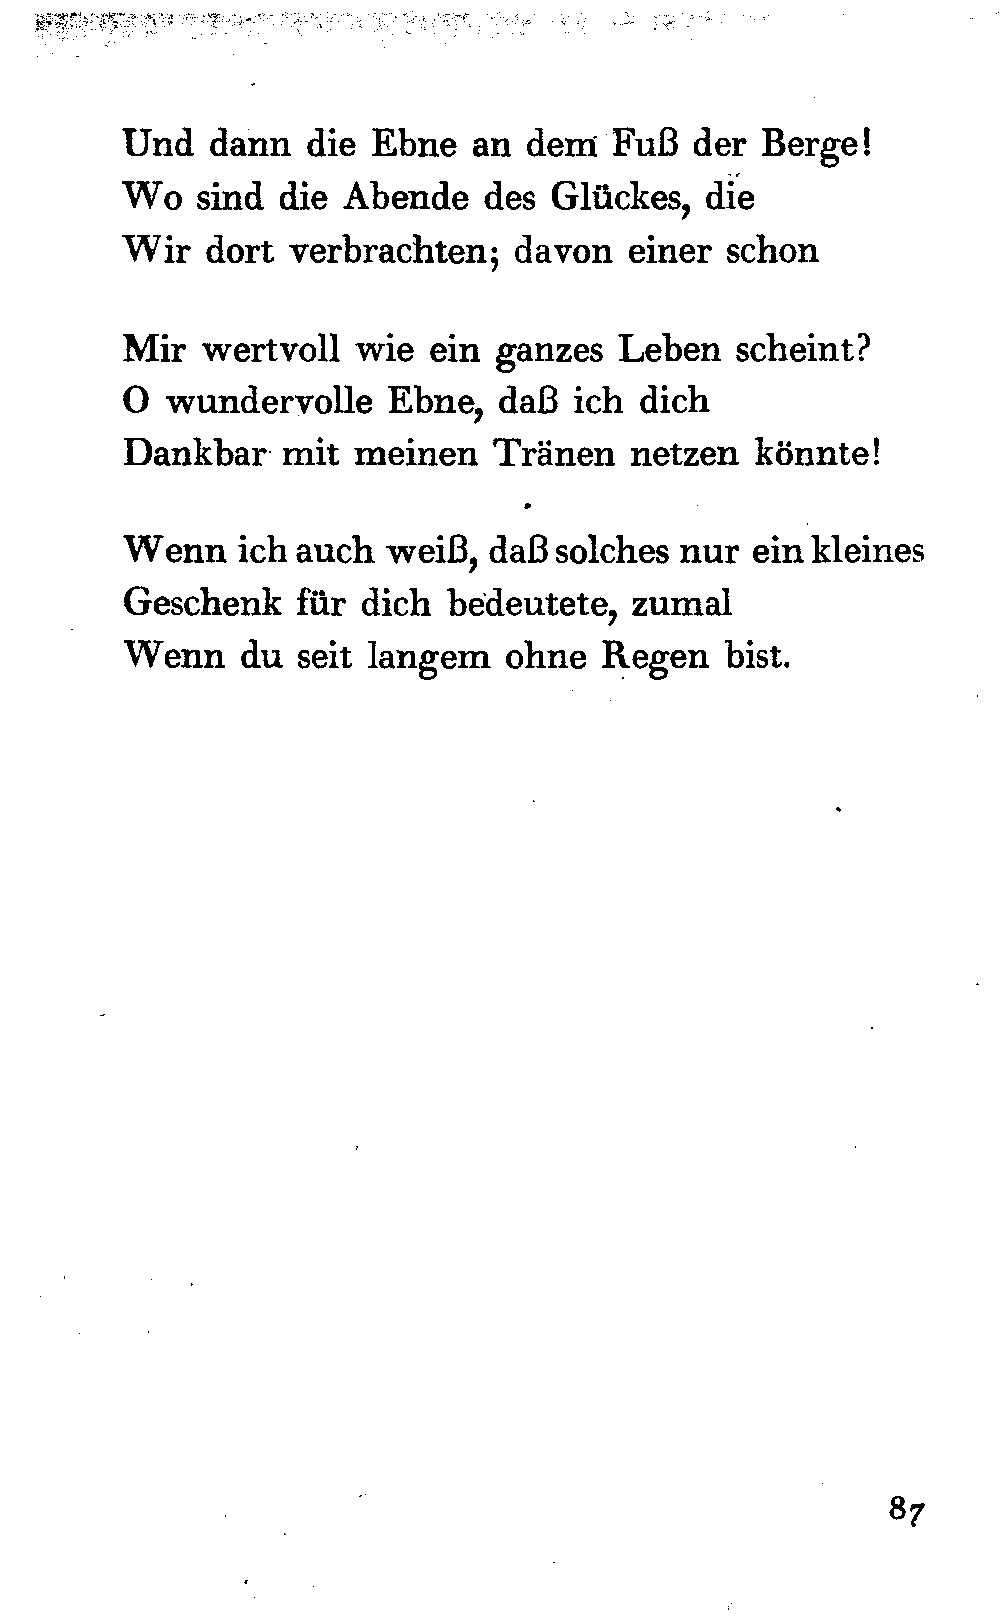 Und dann die Ebne an dem Fuß der Berge!
Wo sind die Abende des Glückes, die
Wir dort verbrachten; davon einer schon
Mir wertvoll wie ein ganzes Leben scheint?
O wundervolle Ebne, daß ich dich
Dankbar mit meinen Tränen netzen könnte!
Wenn ich auch weiß, daß solches nur ein kleines
Geschenk für dich bedeutete, zumal
Wenn du seit langem ohne Regen bist.
87